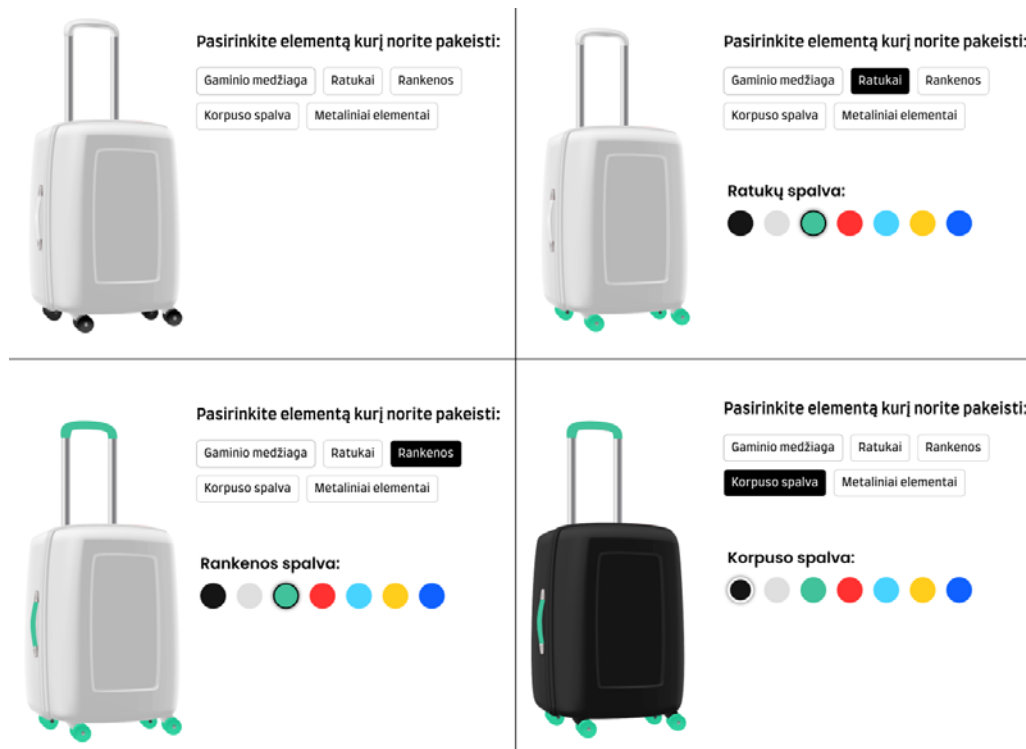 Pasirinkite elementą kurį norite pakeisti:
Gaminio medžiaga Ratukai Rankenos
Korpuso spalva Metaliniai elementai
Pasirinkite elementą kurį norite pakeisti:
Gaminio medžiaga Ratukai Rankenos
Korpuso spalva Metaliniai elementai
Ratukų spalva:
Pasirinkite elementą kurį norite pakeisti:
Gaminio medžiaga Ratukai Rankenos
Korpuso spalva Metaliniai elementai
Rankenos spalva:
Pasirinkite elementą kurį norite pakeisti:
Gaminio medžiaga Ratukai Rankenos
Korpuso spalva Metaliniai elementai
Korpuso spalva: